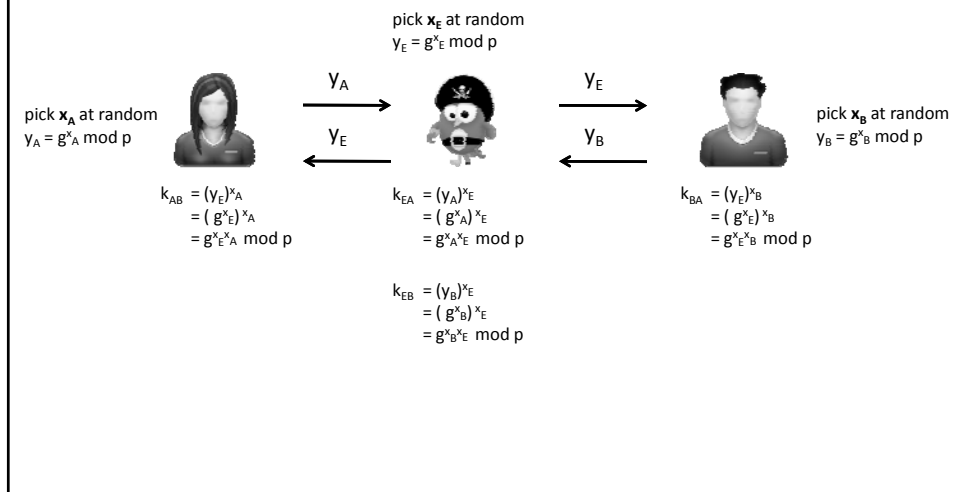 pick x_E at random
y_E = g^x_E mod p
y_A
y_E
y_E
y_B
pick x_A at random
y_A = g^x_A mod p
pick x_B at random
y_B = g^x_B mod p
k_AB = (y_E)^x_A
= ( g^x_E)^x_A
= g^x_E^x_A mod p
k_EA = (y_A)^x_E
= ( g^x_A)^x_E
= g^x_A^x_E mod p
k_BA = (y_E)^x_B
= ( g^x_E)^x_B
= g^x_E^x_B mod p
k_EB = (y_B)^x_E
= ( g^x_B)^x_E
= g^x_B^x_E mod p